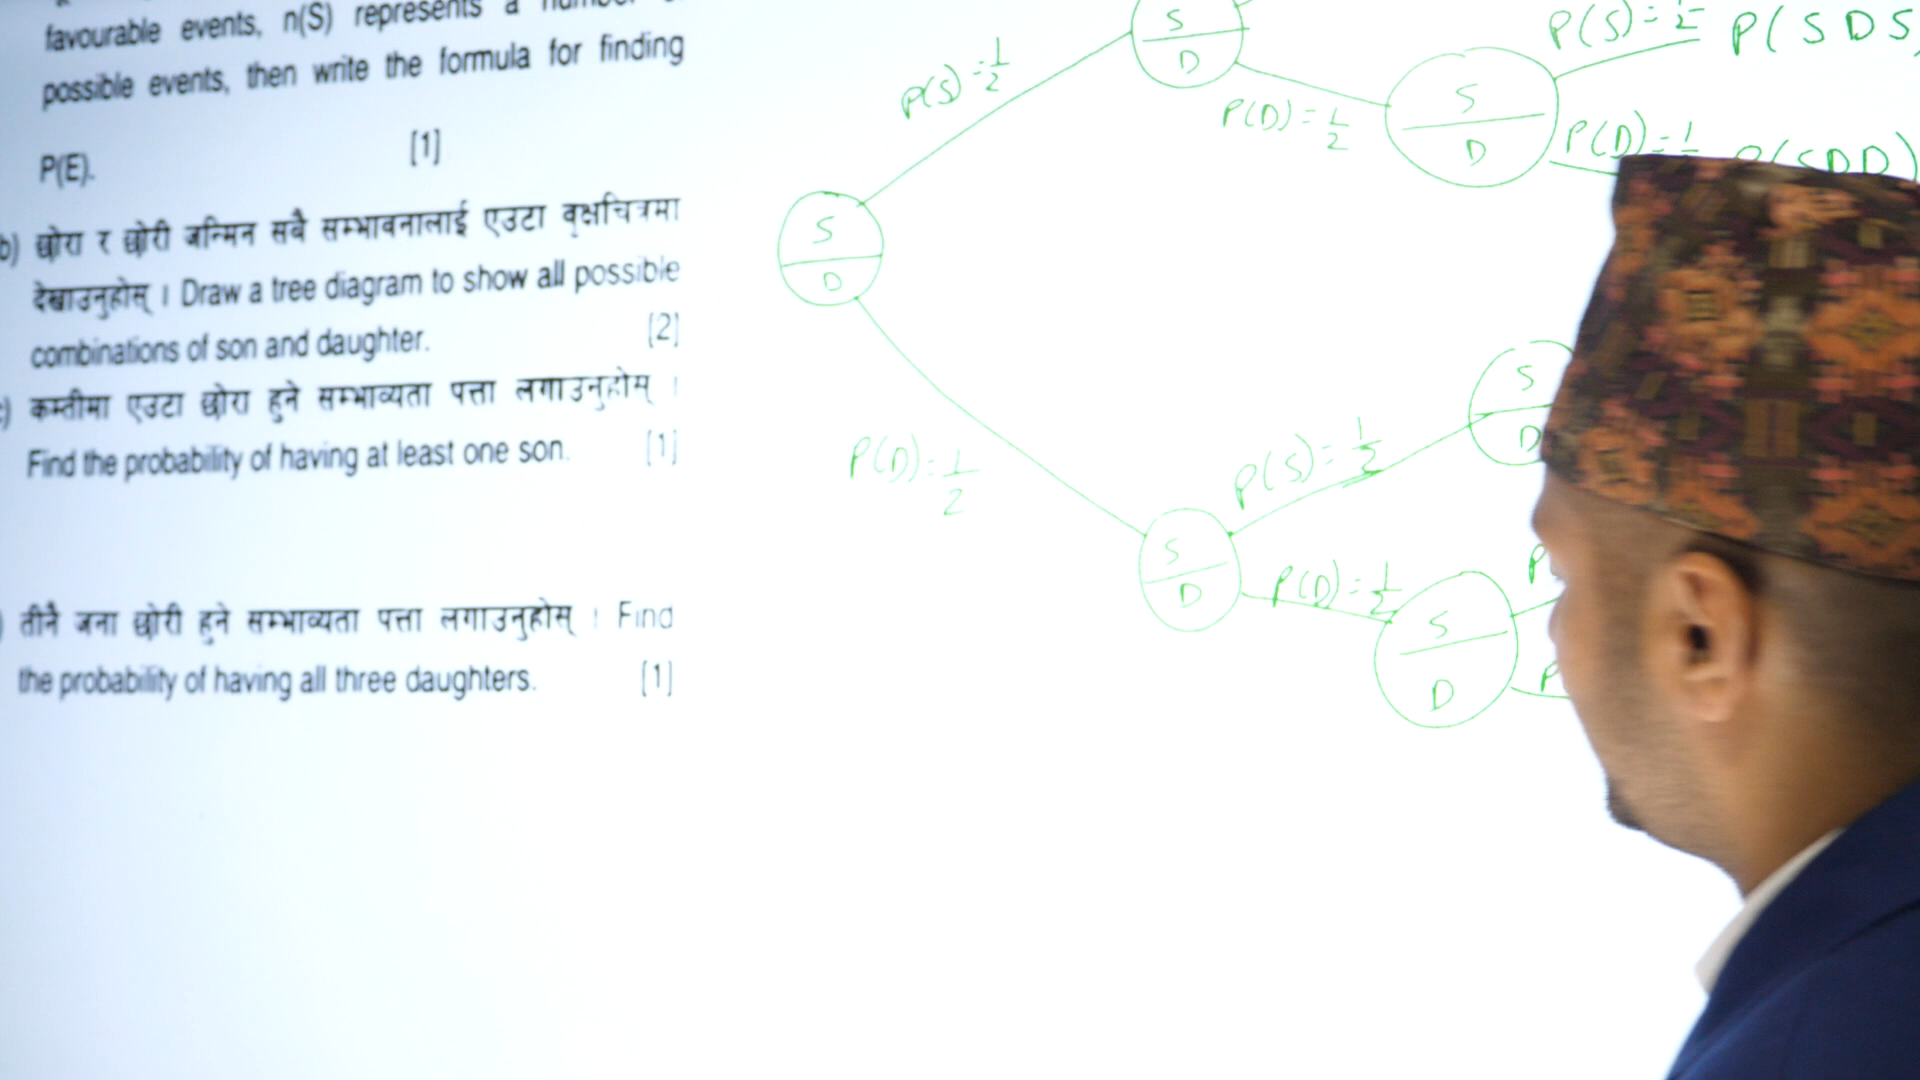 favourable events, n(S) represents a
possible events, then write the formula for finding
P(E). [1]
b) छोरा र छोरी जन्मिन सबै सम्भावनालाई एउटा वृक्षचित्रमा
देखाउनुहोस् । Draw a tree diagram to show all possible
combinations of son and daughter. [2]
कम्तीमा एउटा छोरा हुने सम्भाव्यता पत्ता लगाउनुहोस् ।
Find the probability of having at least one son. [1]
तीनै जना छोरी हुने सम्भाव्यता पत्ता लगाउनुहोस् । Find
the probability of having all three daughters. [1]
S
D
P(S)=1/2
P(D)=1/2
S
D
P(D)=1/2
S
D
P(S)=1/2 P(SDS)
P(D)= P(SDD)
S
D
P(S)=1/2
S
D
P(D)=1/2
S
D
P
P